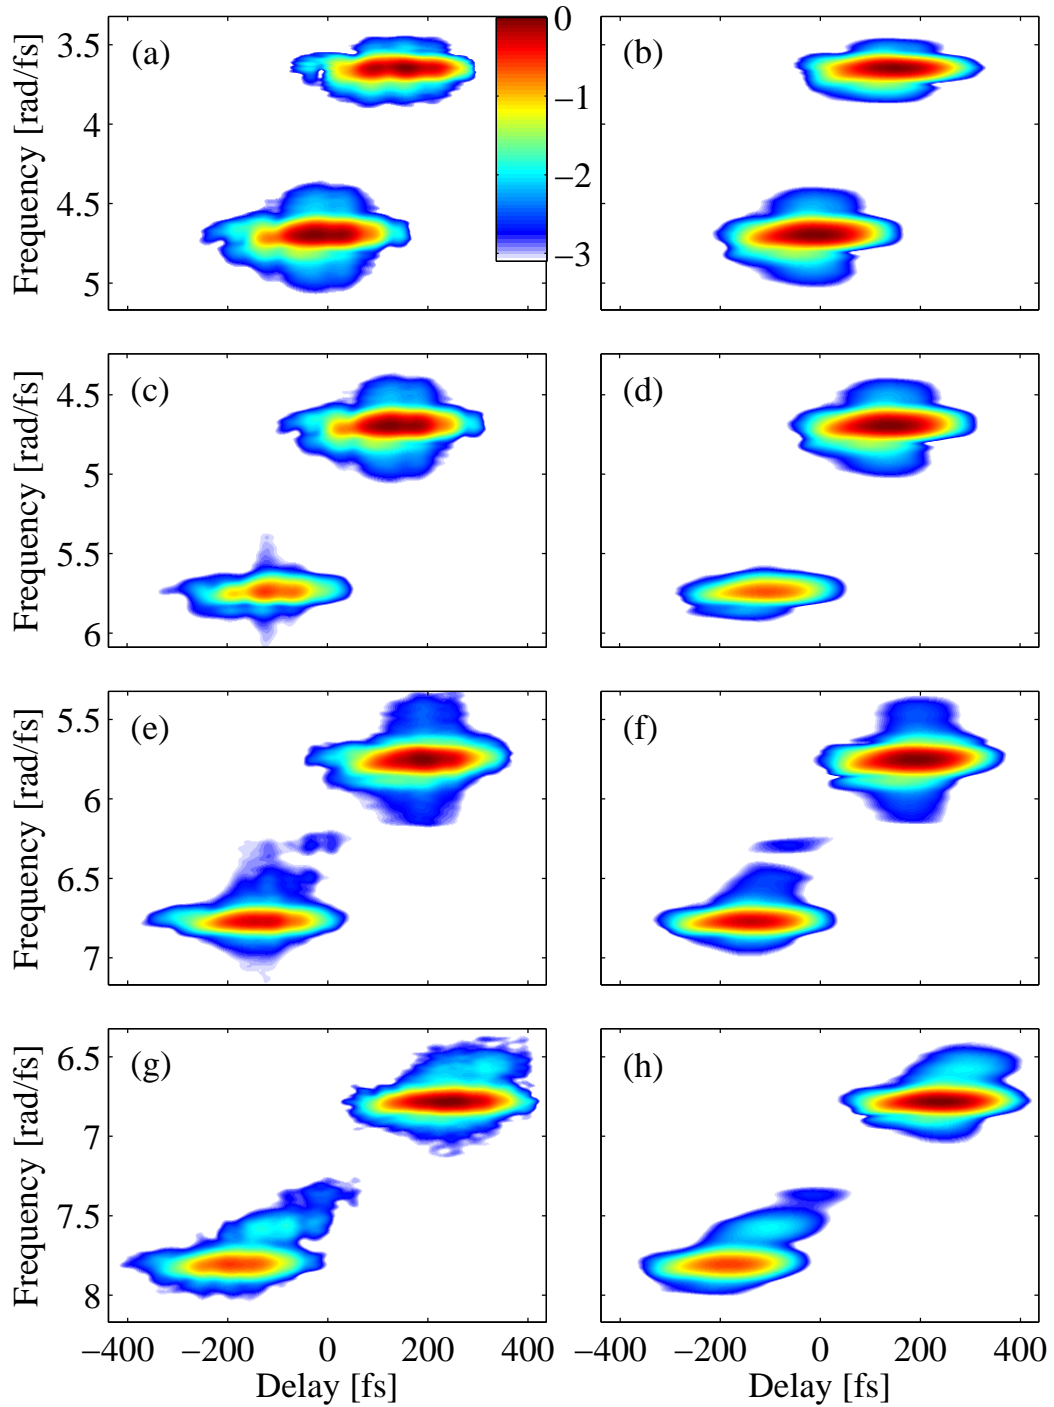 (a)
(b)
0
−1
−2
−3
3.5
4
4.5
5
Frequency [rad/fs]
(c)
(d)
4.5
5
5.5
6
Frequency [rad/fs]
(e)
(f)
5.5
6
6.5
7
Frequency [rad/fs]
(g)
(h)
6.5
7
7.5
8
Frequency [rad/fs]
−400 −200 0 200 400
−400 −200 0 200 400
Delay [fs]
Delay [fs]